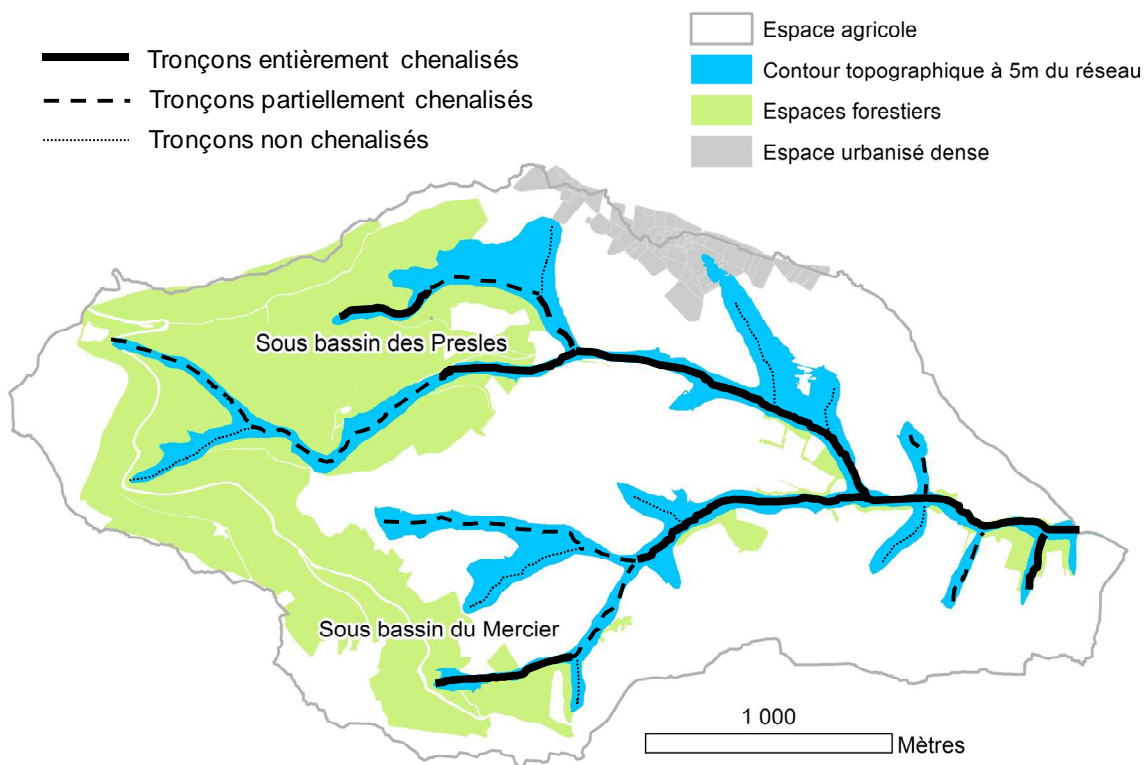 Tronçons entièrement chenalisés
Tronçons partiellement chenalisés
Tronçons non chenalisés
Espace agricole
Contour topographique à 5m du réseau
Espaces forestiers
Espace urbanisé dense
Sous bassin des Presles
Sous bassin du Mercier
1 000
Mètres